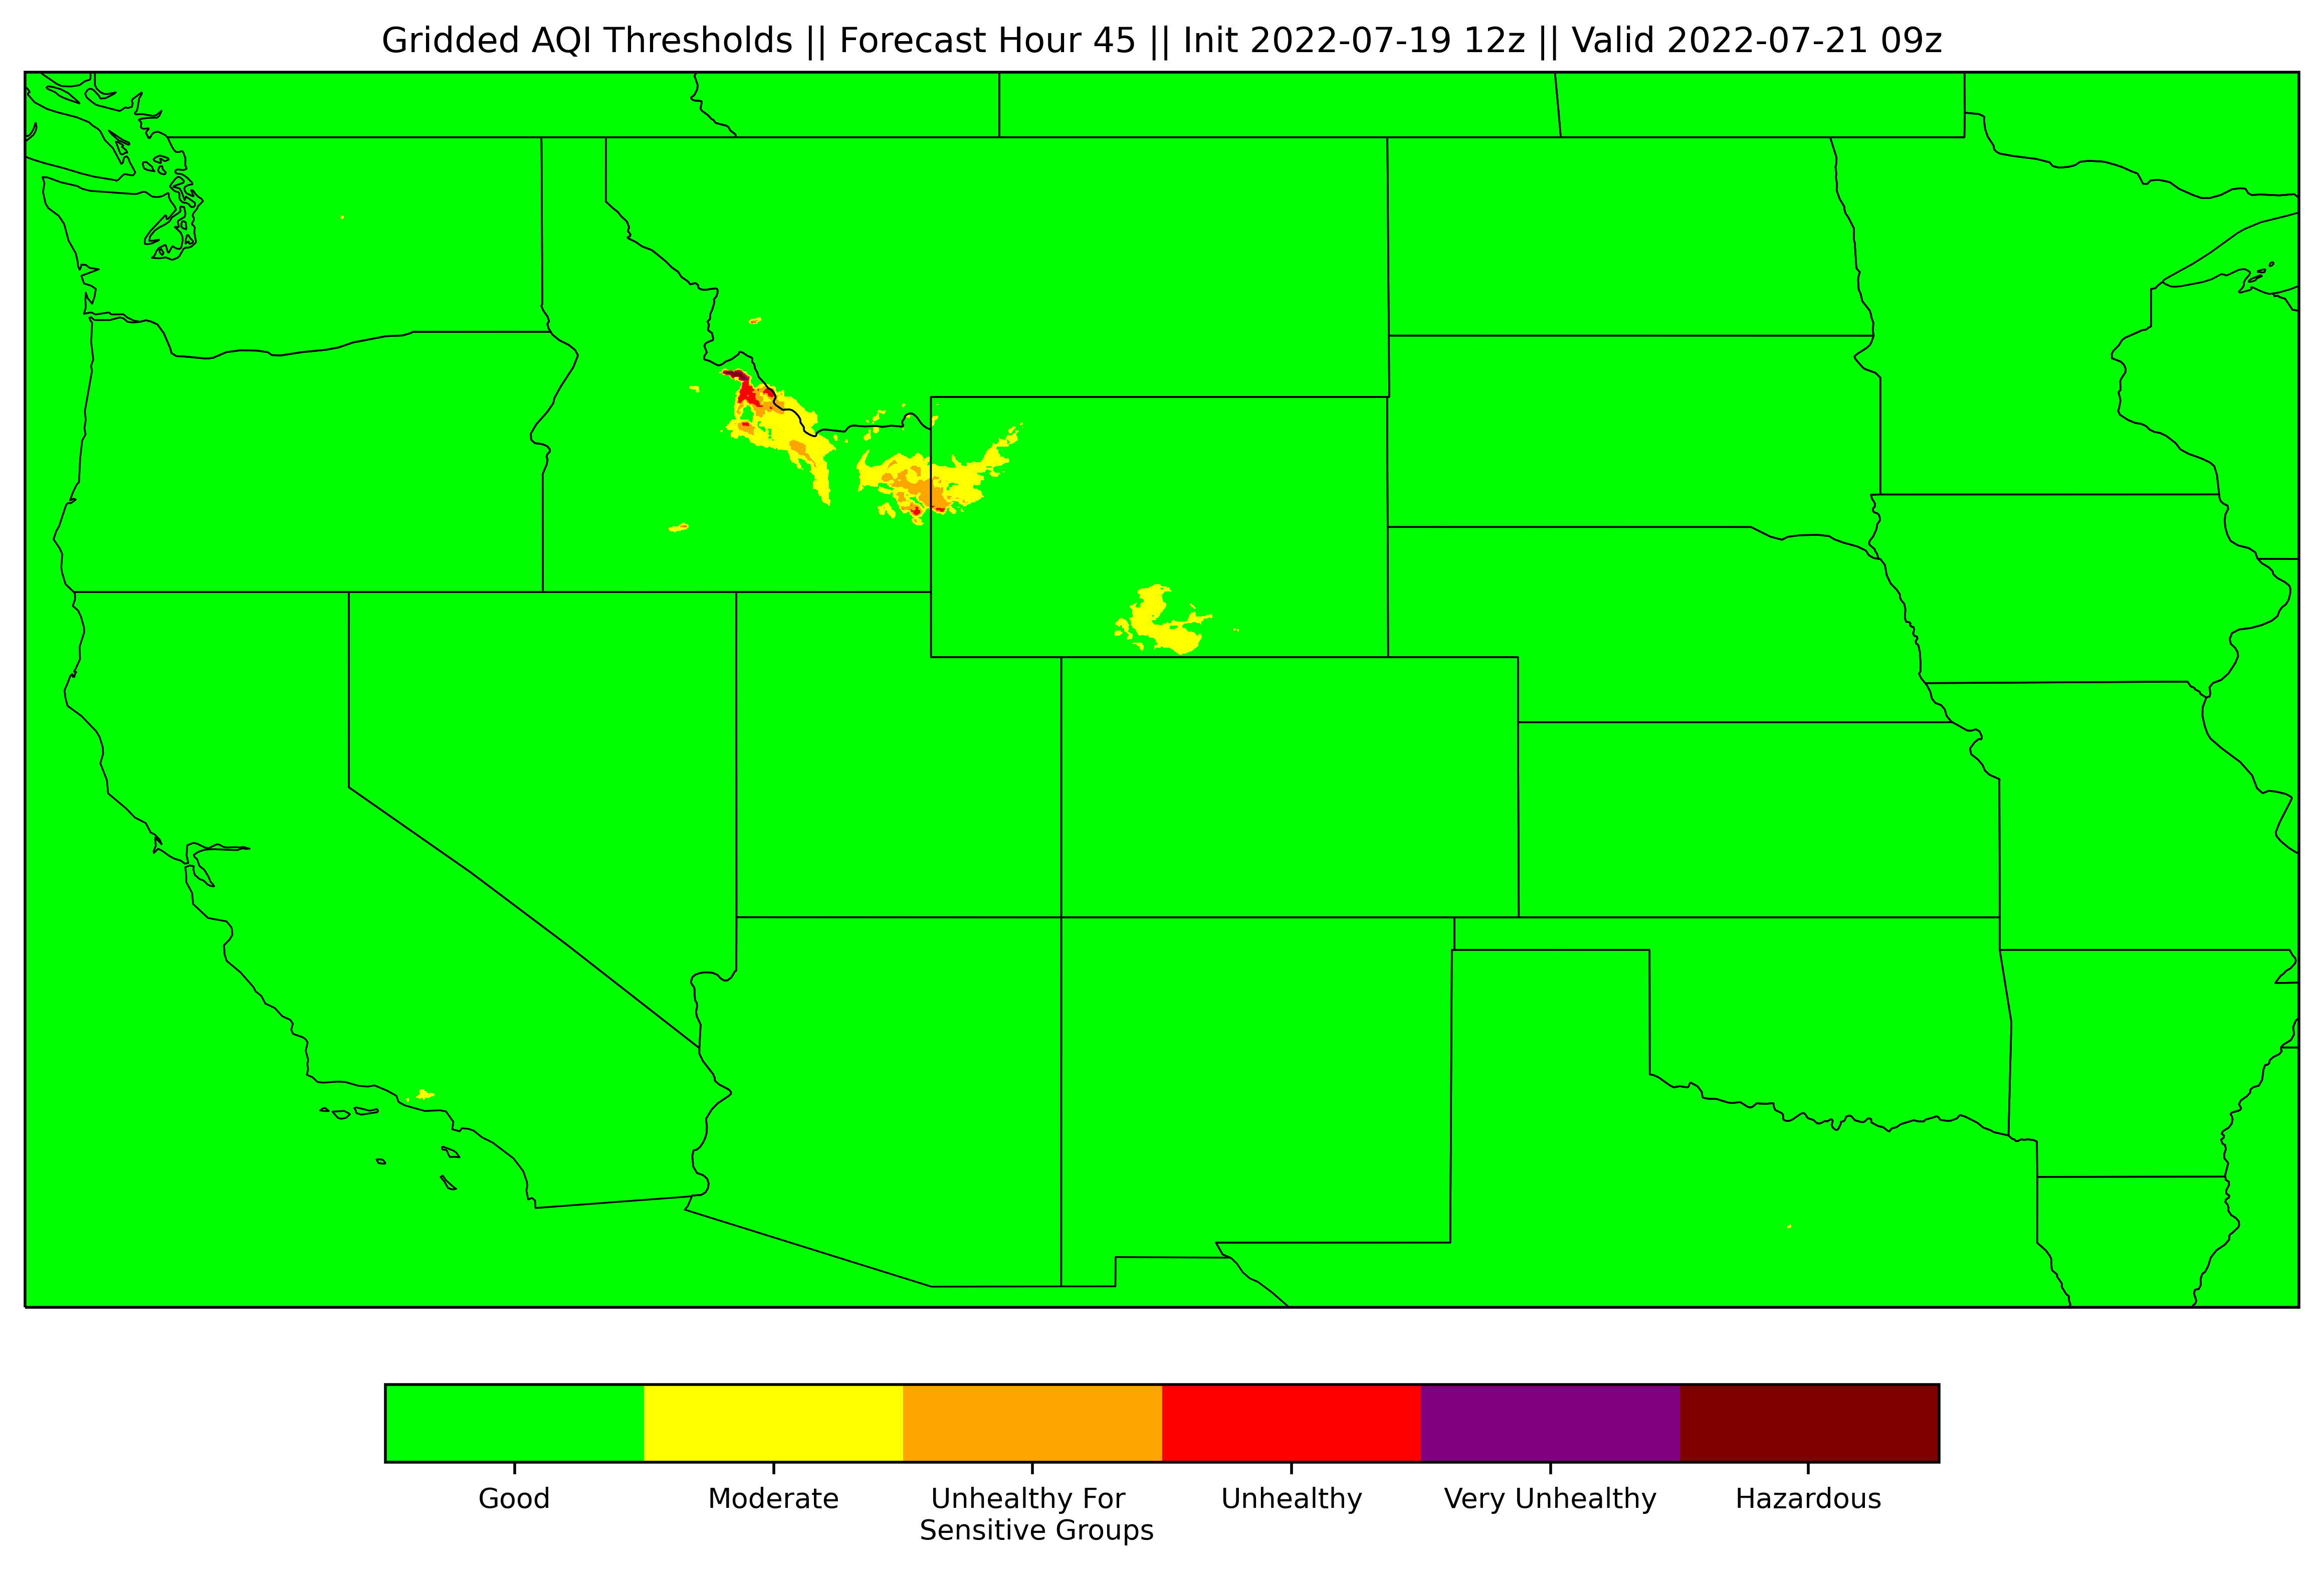 Gridded AQI Thresholds || Forecast Hour 45 || Init 2022-07-19 12z || Valid 2022-07-21 09z
Good
Moderate
Unhealthy For
Sensitive Groups
Unhealthy
Very Unhealthy
Hazardous